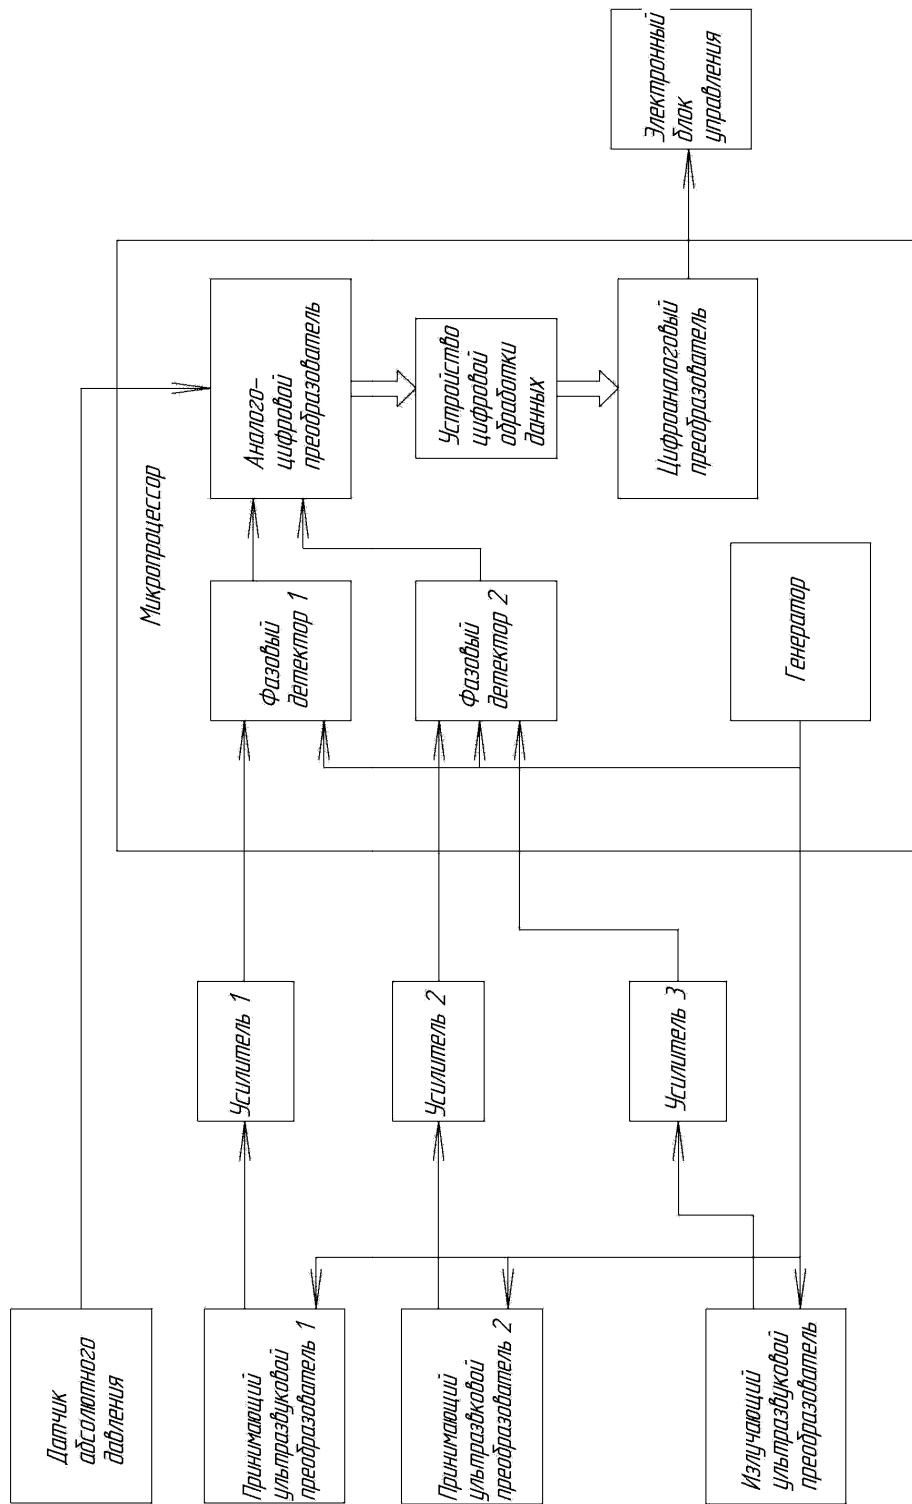 Датчик
абсолютного
давления
Принимающий
ультразвуковой
преобразователь 1
Принимающий
ультразвковой
преобразователь 2
Излучающий
ультразвуковой
преобразователь
Усилитель 1
Усилитель 2
Усилитель 3
Микропроцессор
Фазовый
детектор 1
Фазовый
детектор 2
Генератор
Аналого-
цифровой
преобразователь
Устройство
цифровой
обработки
данных
Цифроаналоговый
преобразователь
Электронный
блок
управления